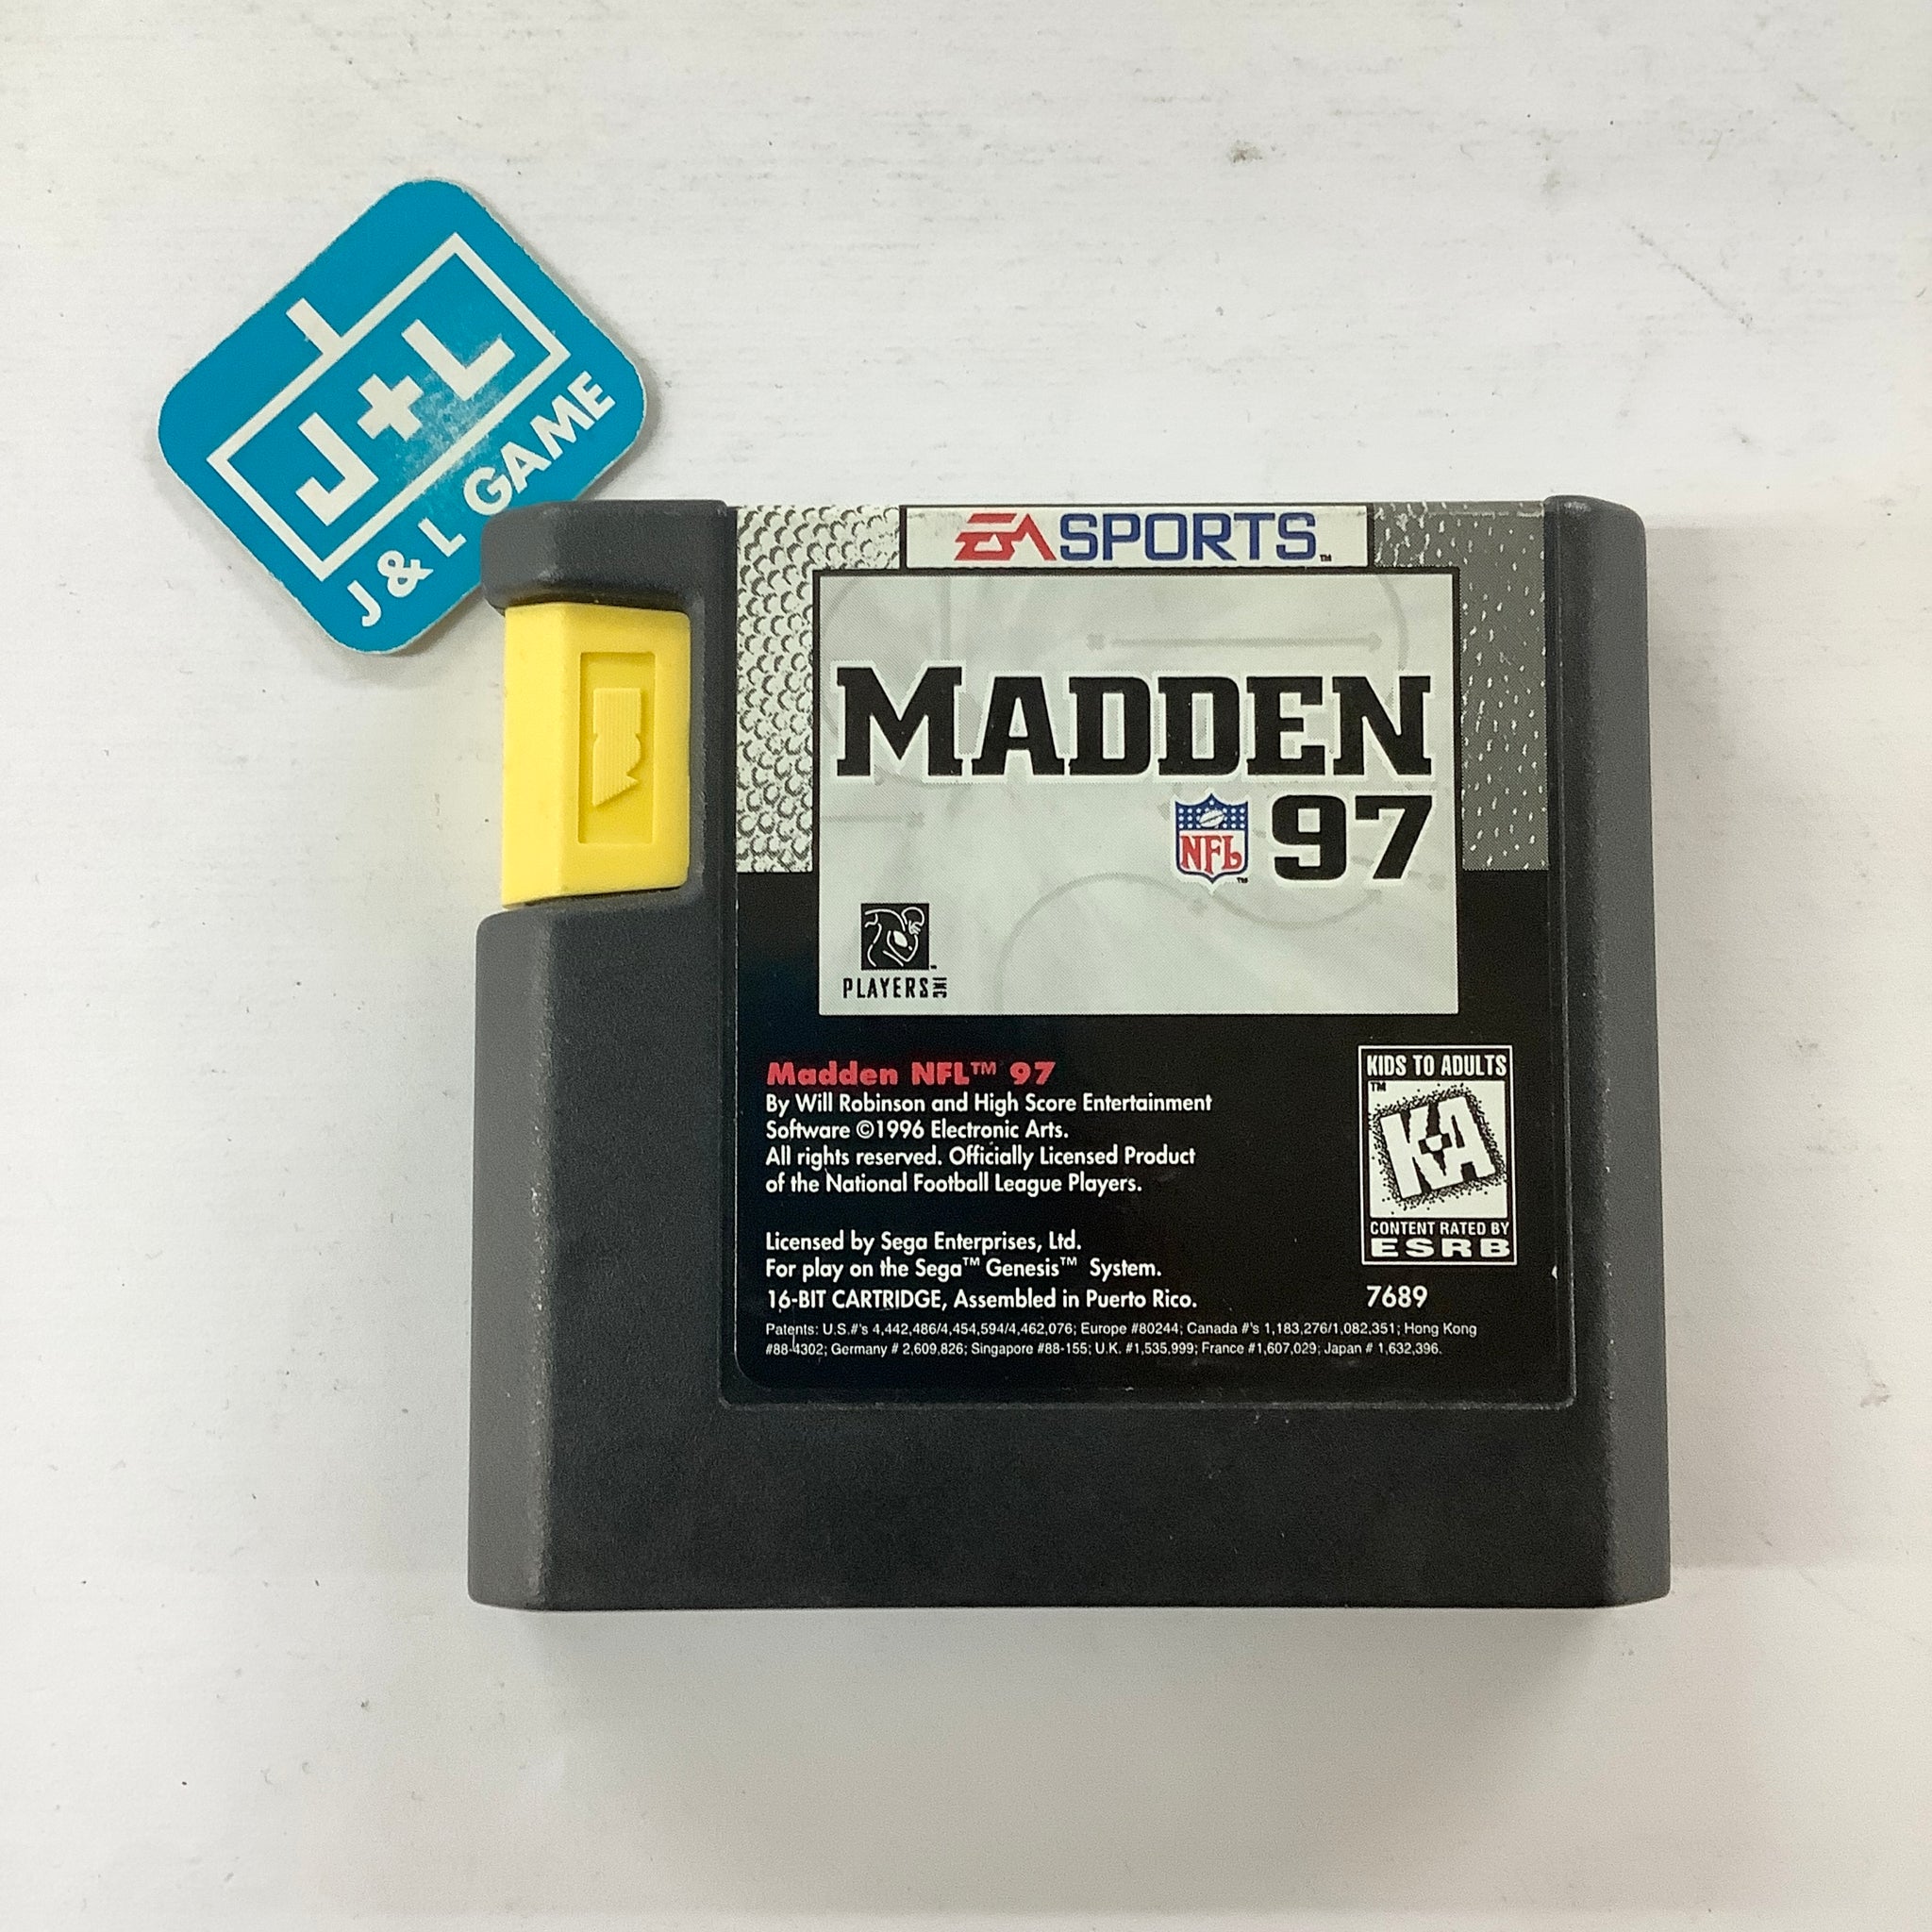 J+L
J & L GAME
EA SPORTS™
MADDEN
NFL™ 97
PLAYERS INC™
Madden NFL™ 97
By Will Robinson and High Score Entertainment
Software ©1996 Electronic Arts.
All rights reserved. Officially Licensed Product
of the National Football League Players.
Licensed by Sega Enterprises, Ltd.
For play on the Sega™ Genesis™ System.
16-BIT CARTRIDGE, Assembled in Puerto Rico.
Patents: U.S.#'s 4,442,486/4,454,594/4,462,076; Europe #80244; Canada #'s 1,183,276/1,082,351; Hong Kong
#88-4302; Germany # 2,609,826; Singapore #88-155; U.K. #1,535,999; France #1,607,029; Japan # 1,632,396.
KIDS TO ADULTS
™
K-A
CONTENT RATED BY
ESRB
7689